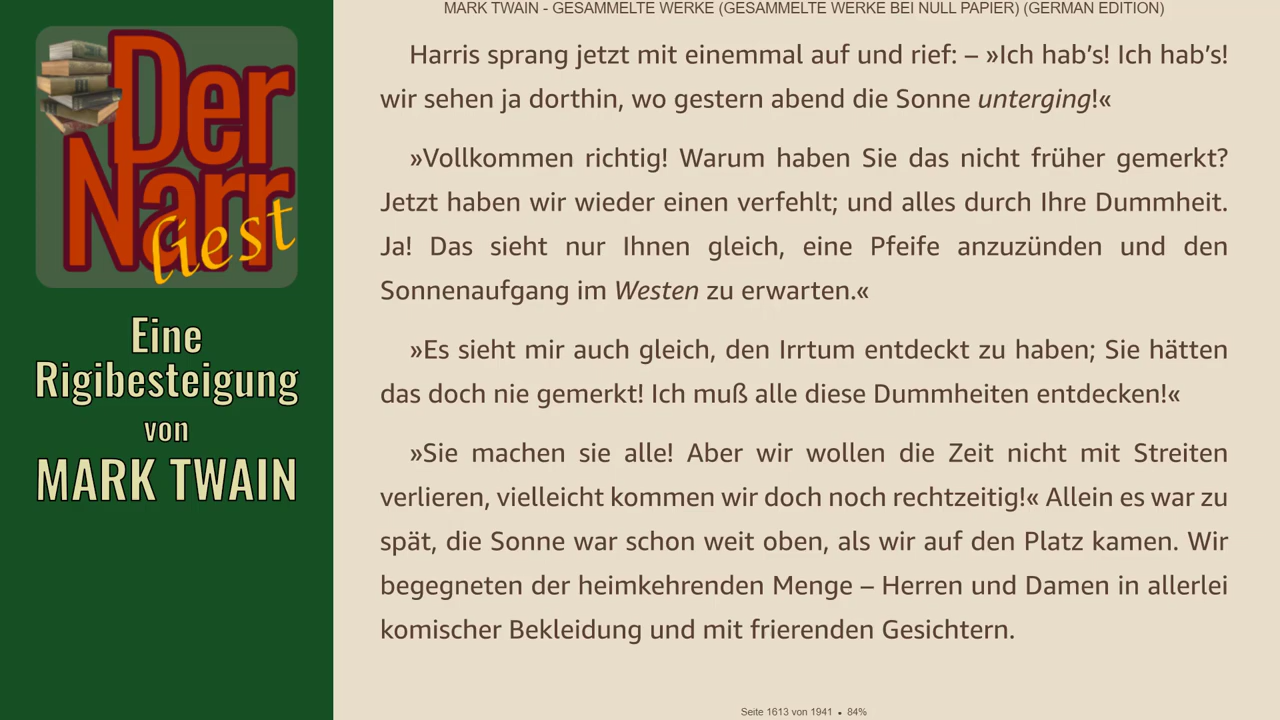 Der
Narr
liest
Eine
Rigibesteigung
von
MARK TWAIN
MARK TWAIN - GESAMMELTE WERKE (GESAMMELTE WERKE BEI NULL PAPIER) (GERMAN EDITION)
Harris sprang jetzt mit einemmal auf und rief: – »Ich hab’s! Ich hab’s!
wir sehen ja dorthin, wo gestern abend die Sonne unterging!«
»Vollkommen richtig! Warum haben Sie das nicht früher gemerkt?
Jetzt haben wir wieder einen verfehlt; und alles durch Ihre Dummheit.
Ja! Das sieht nur Ihnen gleich, eine Pfeife anzuzünden und den
Sonnenaufgang im Westen zu erwarten.«
»Es sieht mir auch gleich, den Irrtum entdeckt zu haben; Sie hätten
das doch nie gemerkt! Ich muß alle diese Dummheiten entdecken!«
»Sie machen sie alle! Aber wir wollen die Zeit nicht mit Streiten
verlieren, vielleicht kommen wir doch noch rechtzeitig!« Allein es war zu
spät, die Sonne war schon weit oben, als wir auf den Platz kamen. Wir
begegneten der heimkehrenden Menge – Herren und Damen in allerlei
komischer Bekleidung und mit frierenden Gesichtern.
Seite 1613 von 1941 • 84%